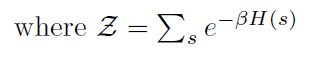 where 𝒵 = ∑ₛ e^{−βH(s)}